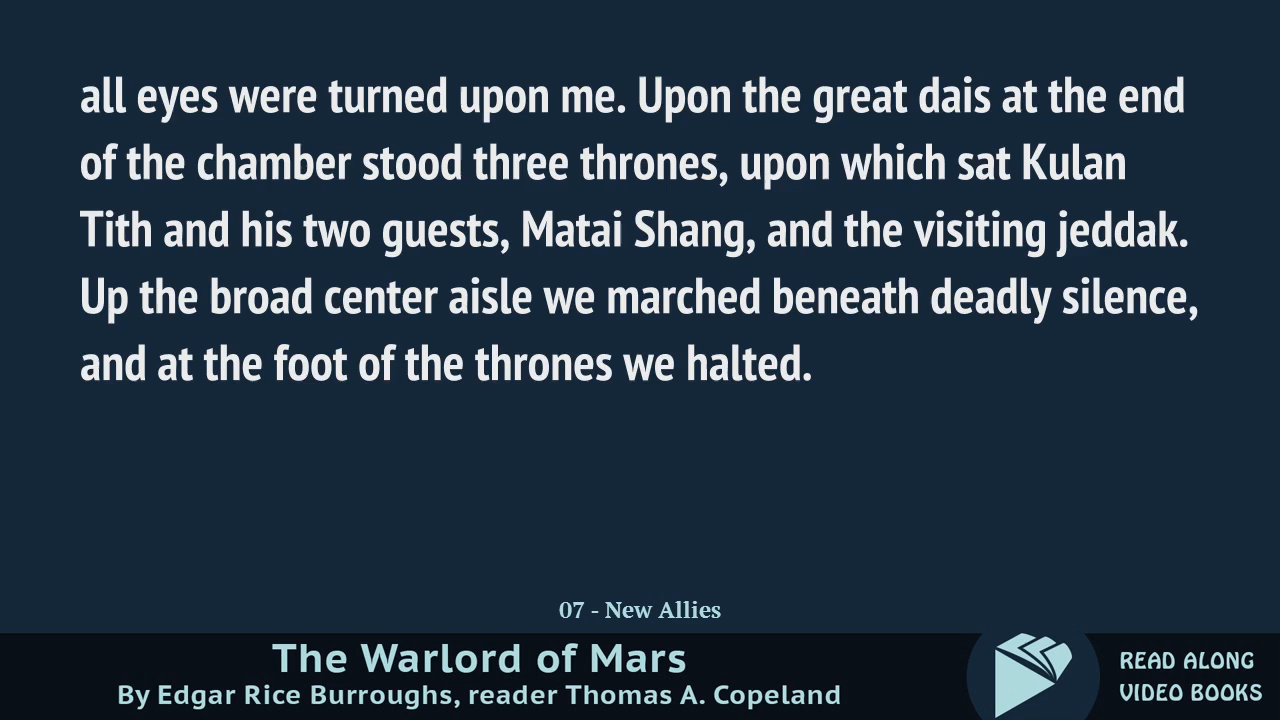 all eyes were turned upon me. Upon the great dais at the end
of the chamber stood three thrones, upon which sat Kulan
Tith and his two guests, Matai Shang, and the visiting jeddak.
Up the broad center aisle we marched beneath deadly silence,
and at the foot of the thrones we halted.
07 - New Allies
The Warlord of Mars
By Edgar Rice Burroughs, reader Thomas A. Copeland
READ ALONG
VIDEO BOOKS